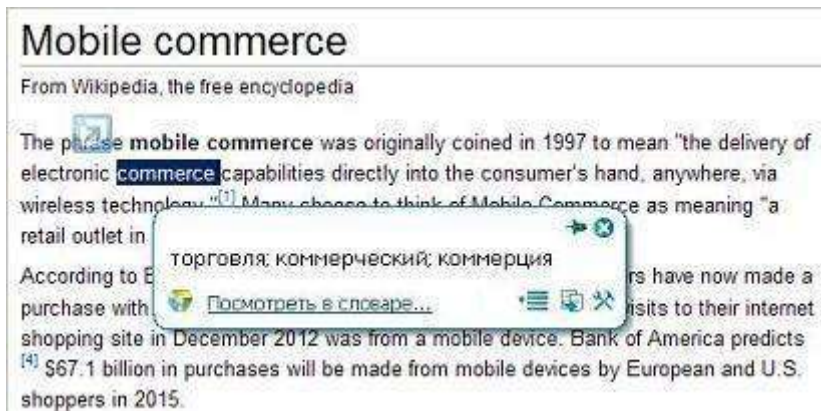 Mobile commerce
From Wikipedia, the free encyclopedia
The phrase mobile commerce was originally coined in 1997 to mean "the delivery of
electronic commerce capabilities directly into the consumer's hand, anywhere, via
wireless technology."[1] Many choose to think of Mobile Commerce as meaning "a
retail outlet in
торговля; коммерческий; коммерция
According to rs have now made a
purchase with visits to their internet
Посмотреть в словаре...
shopping site in December 2012 was from a mobile device. Bank of America predicts
[4] $67.1 billion in purchases will be made from mobile devices by European and U.S.
shoppers in 2015.